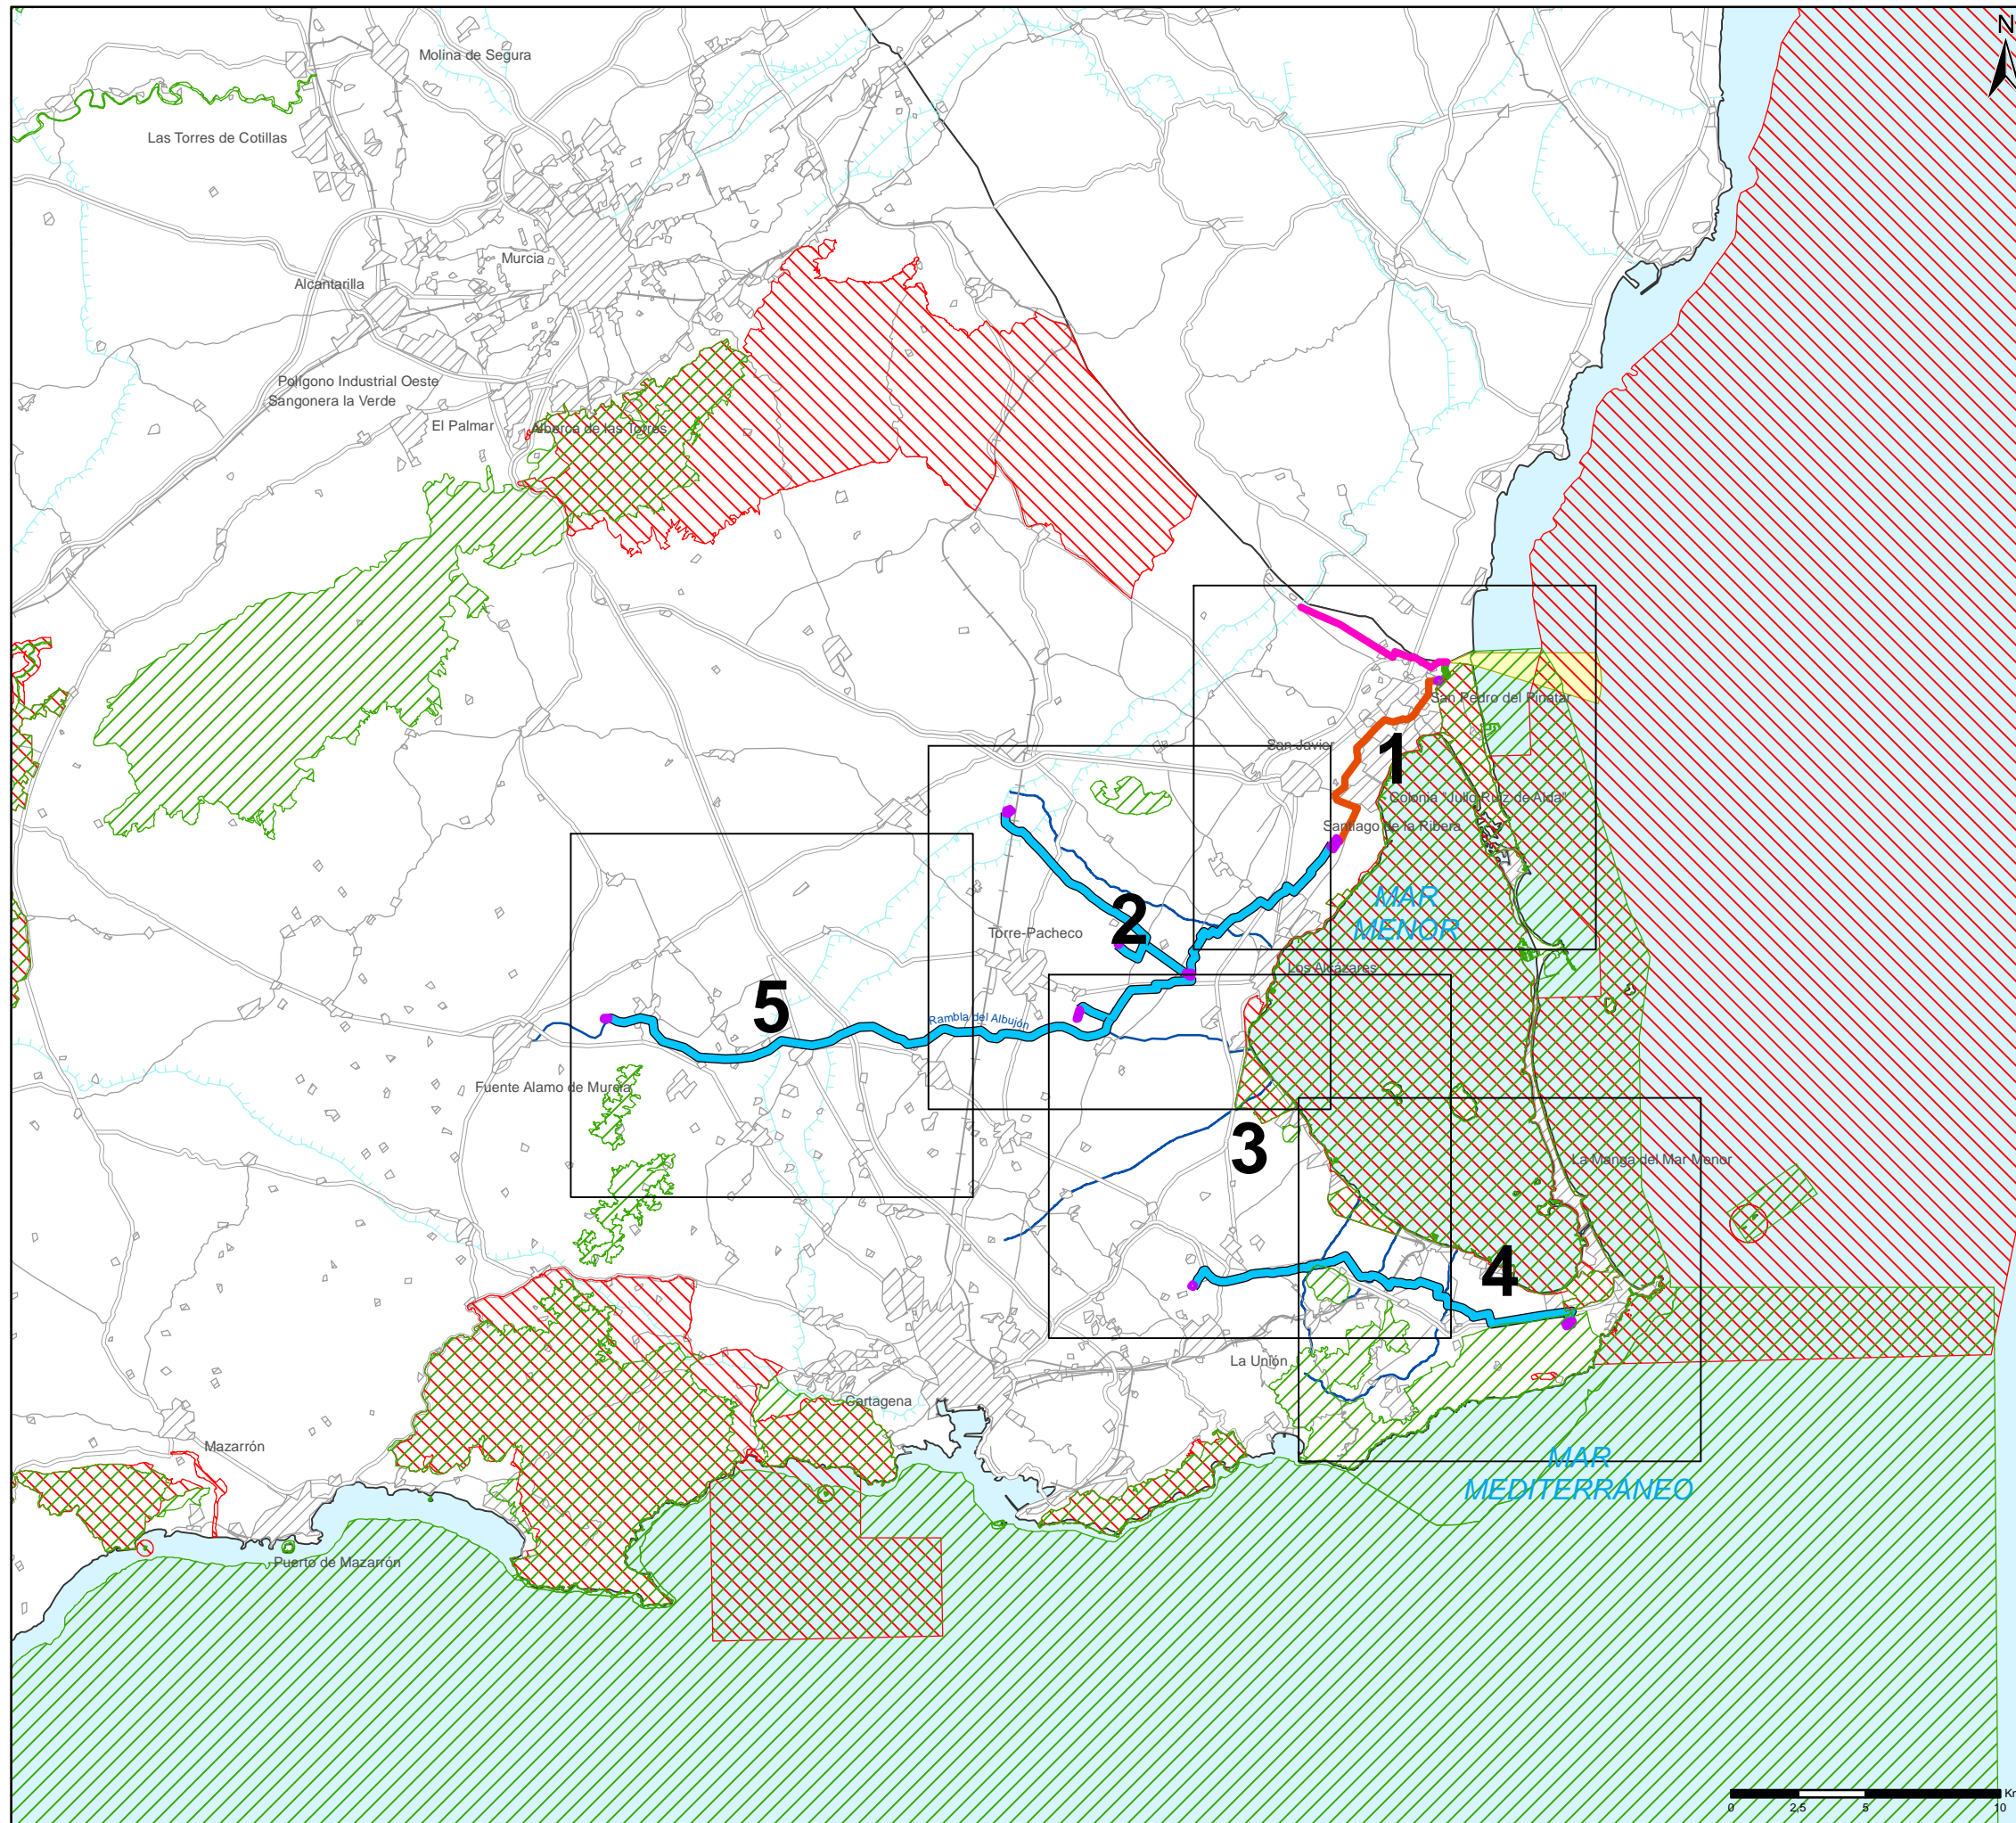 N
Molina de Segura
Las Torres de Cotillas
Murcia
Alcantarilla
Polígono Industrial Oeste
Sangonera la Verde
El Palmar
Alberca de las Torres
San Pedro del Pinatar
San Javier
1
Colonia "Julio Ruiz de Alda"
Santiago de la Ribera
MAR
MENOR
2
Torre-Pacheco
Los Alcázares
5
Rambla del Albujón
Fuente Alamo de Murcia
3
La Manga del Mar Menor
4
La Unión
Cartagena
Mazarrón
MAR
MEDITERRÁNEO
Puerto de Mazarrón
Km
0 2,5 5 10